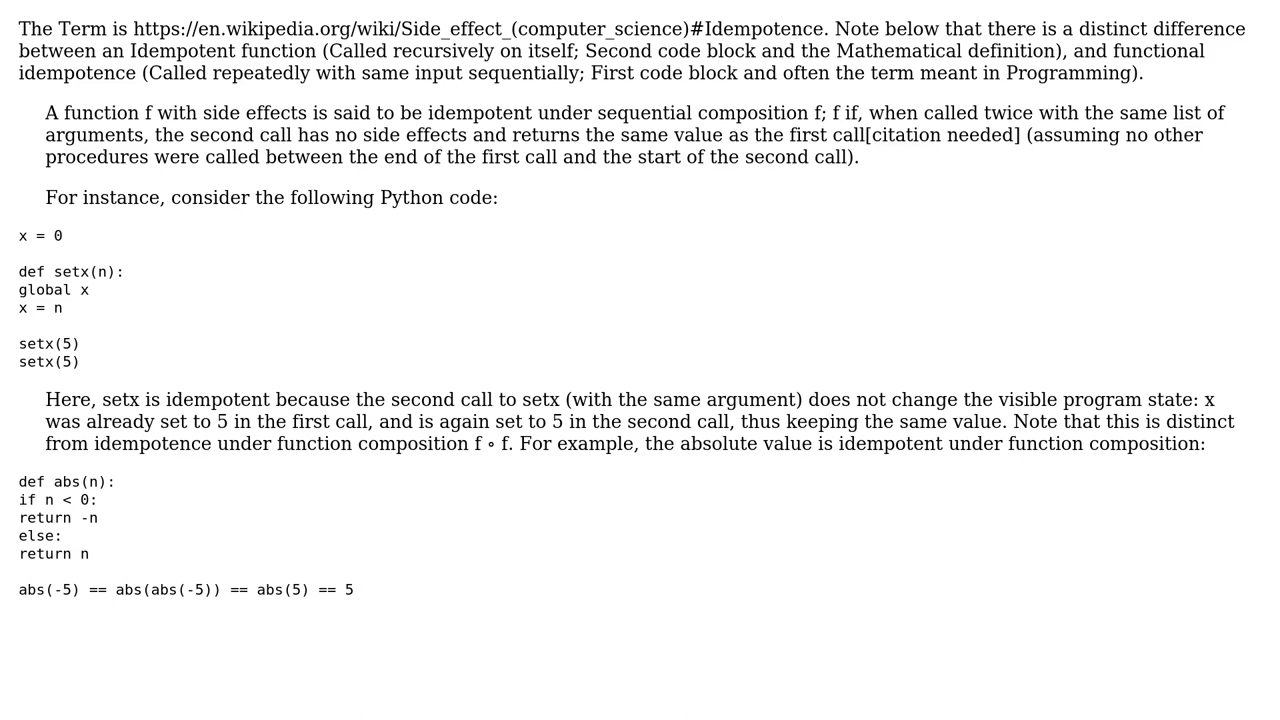 The Term is https://en.wikipedia.org/wiki/Side_effect_(computer_science)#Idempotence. Note below that there is a distinct difference
between an Idempotent function (Called recursively on itself; Second code block and the Mathematical definition), and functional
idempotence (Called repeatedly with same input sequentially; First code block and often the term meant in Programming).
A function f with side effects is said to be idempotent under sequential composition f; f if, when called twice with the same list of
arguments, the second call has no side effects and returns the same value as the first call[citation needed] (assuming no other
procedures were called between the end of the first call and the start of the second call).
For instance, consider the following Python code:
x = 0
def setx(n):
global x
x = n
setx(5)
setx(5)
Here, setx is idempotent because the second call to setx (with the same argument) does not change the visible program state: x
was already set to 5 in the first call, and is again set to 5 in the second call, thus keeping the same value. Note that this is distinct
from idempotence under function composition f ∘ f. For example, the absolute value is idempotent under function composition:
def abs(n):
if n < 0:
return -n
else:
return n
abs(-5) == abs(abs(-5)) == abs(5) == 5